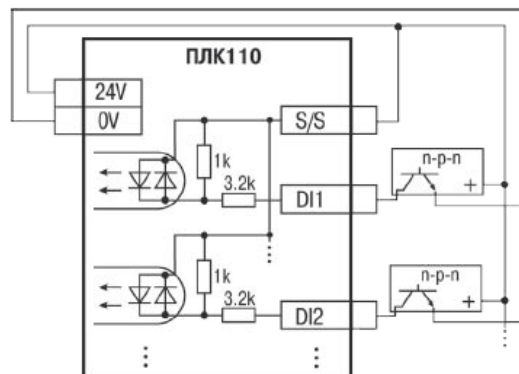 ПЛК110
24V
0V
S/S
1k
n-p-n
+
3.2k
DI1
1k
n-p-n
+
3.2k
DI2